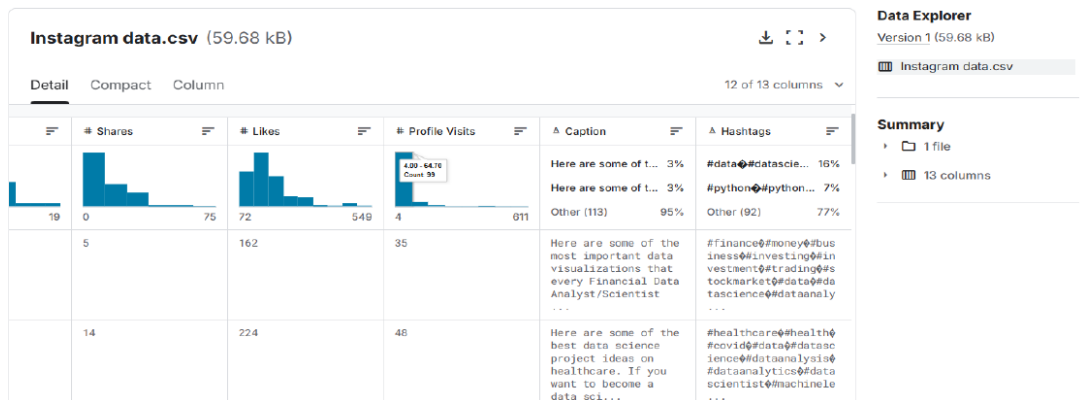 Instagram data.csv (59.68 kB)
Detail Compact Column
12 of 13 columns
# Shares
# Likes
# Profile Visits
A Caption
A Hashtags
4.00 - 64.70
Count: 99
19
0 75
72 549
4 611
Here are some of t... 3%
Here are some of t... 3%
Other (113) 95%
#data�#datascie... 16%
#python�#python... 7%
Other (92) 77%
5
162
35
Here are some of the
most important data
visualizations that
every Financial Data
Analyst/Scientist
...
#finance�#money�#bus
iness�#investing�#in
vestment�#trading�#s
tockmarket�#data�#da
tascience�#dataanaly
...
14
224
48
Here are some of the
best data science
project ideas on
healthcare. If you
want to become a
data sci...
#healthcare�#health�
#covid�#data�#datasc
ience�#dataanalysis�
#dataanalytics�#data
scientist�#machinele
...
Data Explorer
Version 1 (59.68 kB)
Instagram data.csv
Summary
1 file
13 columns